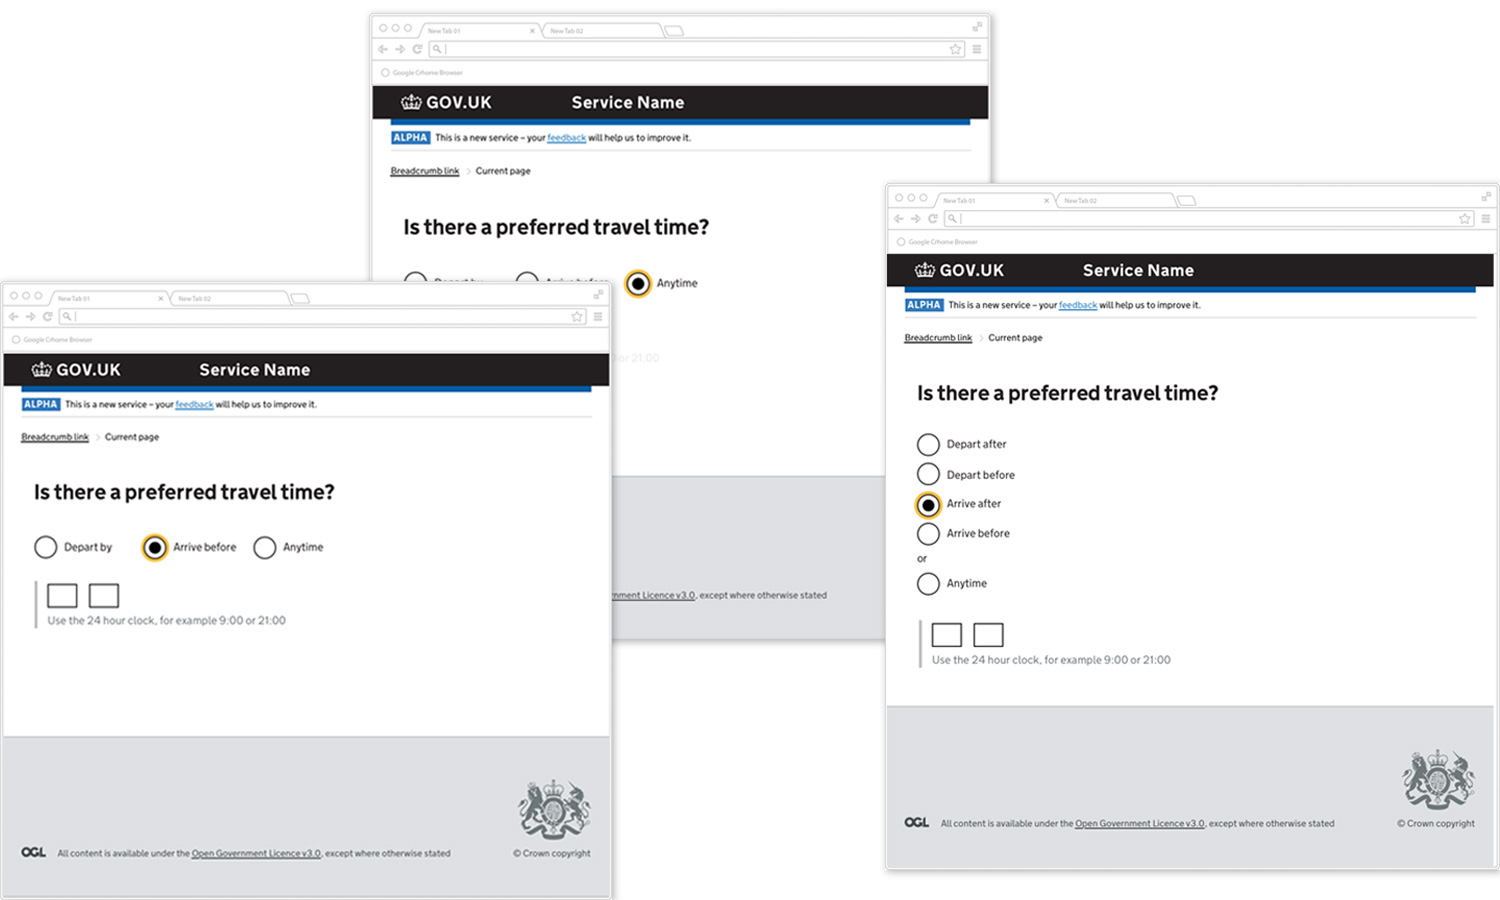 New Tab 01
New Tab 02
Google Crhome Browser
GOV.UK Service Name
ALPHA This is a new service – your feedback will help us to improve it.
Breadcrumb link Current page
Is there a preferred travel time?
Anytime
or 21:00
nment Licence v3.0, except where otherwise stated
New Tab 01
New Tab 02
Google Crhome Browser
GOV.UK Service Name
ALPHA This is a new service – your feedback will help us to improve it.
Breadcrumb link Current page
Is there a preferred travel time?
Depart by Arrive before Anytime
Use the 24 hour clock, for example 9:00 or 21:00
OGL All content is available under the Open Government Licence v3.0, except where otherwise stated
© Crown copyright
New Tab 01
New Tab 02
Google Crhome Browser
GOV.UK Service Name
ALPHA This is a new service – your feedback will help us to improve it.
Breadcrumb link Current page
Is there a preferred travel time?
Depart after
Depart before
Arrive after
Arrive before
or
Anytime
Use the 24 hour clock, for example 9:00 or 21:00
OGL All content is available under the Open Government Licence v3.0, except where otherwise stated
© Crown copyright